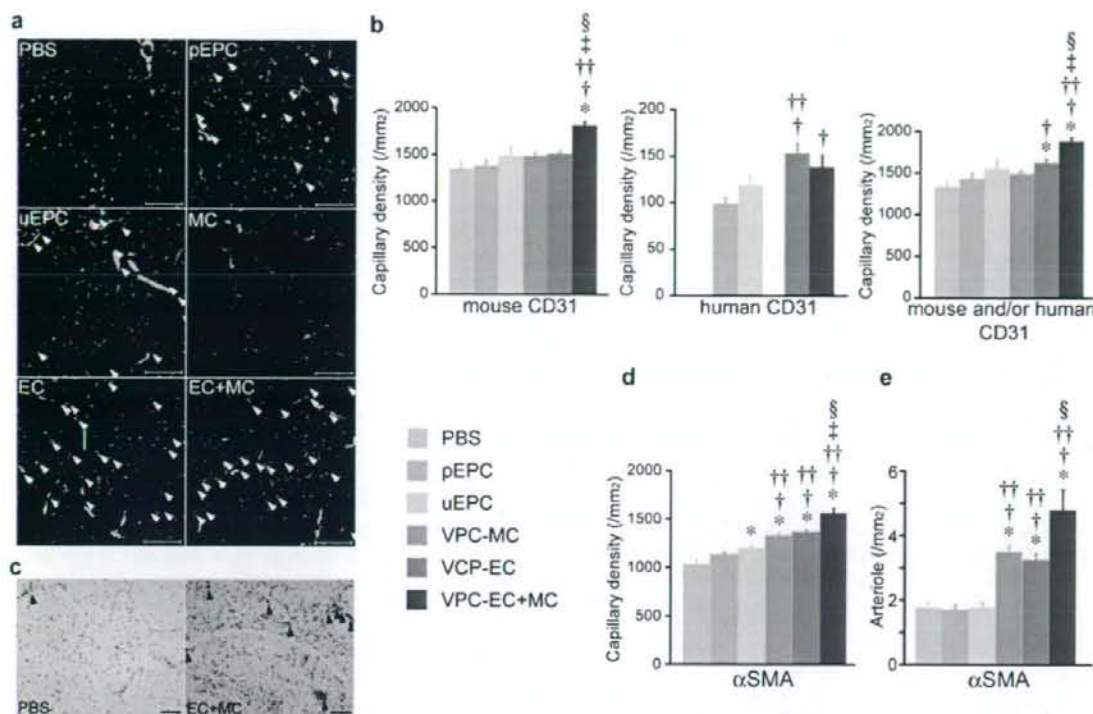 a
PBS
pEPC
uEPC
MC
EC
EC+MC
b
Capillary density (/mm2)
2000
1500
1000
500
0
§
‡
††
†
*
mouse CD31
Capillary density (/mm2)
200
150
100
50
0
††
†
†
human CD31
Capillary density (/mm2)
2000
1500
1000
500
0
†
*
§
‡
††
†
*
mouse and/or human
CD31
c
PBS
EC+MC
PBS
pEPC
uEPC
VPC-MC
VCP-EC
VPC-EC+MC
d
Capillary density (/mm2)
2000
1500
1000
500
0
*
††
†
*
††
†
*
§
‡
††
†
*
αSMA
e
Arteriole (/mm2)
6
4
2
0
††
†
*
††
†
*
§
††
†
*
αSMA